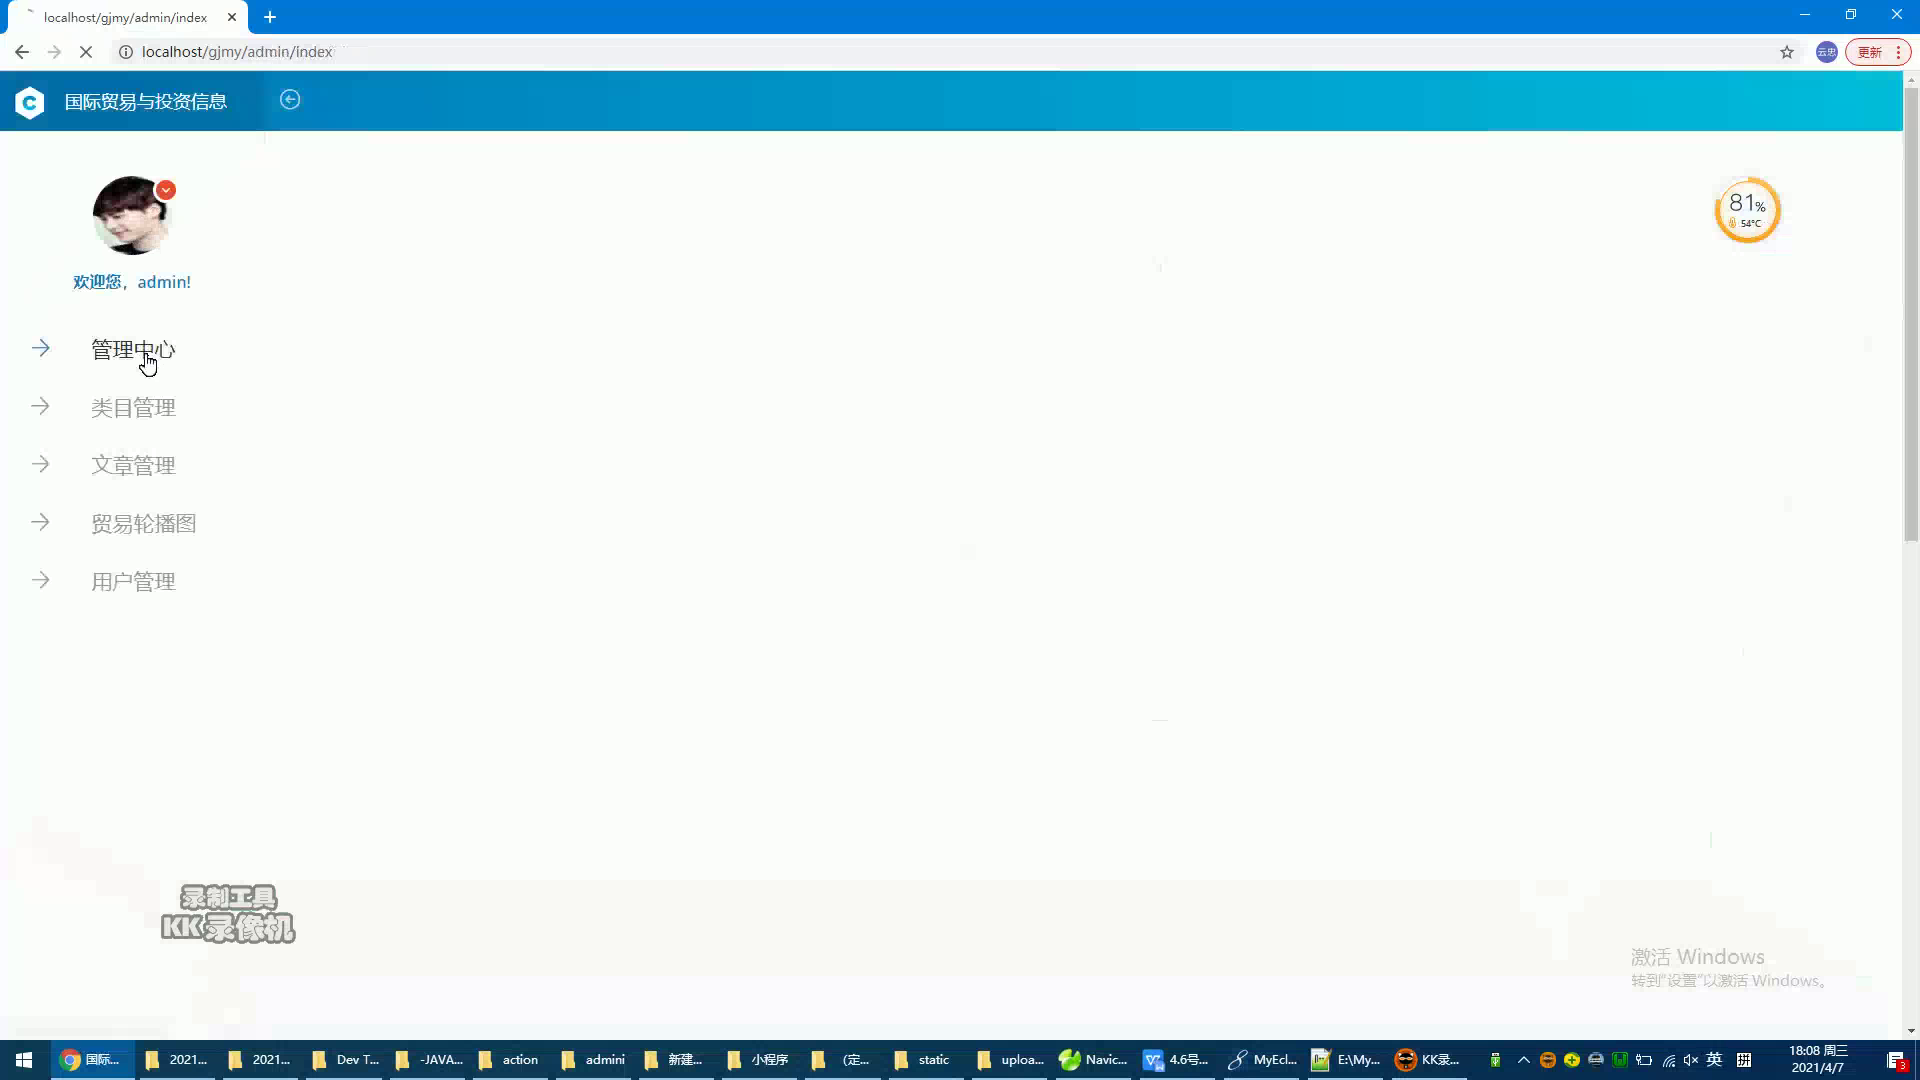 localhost/gjmy/admin/index
localhost/gjmy/admin/index
云忠
更新
C 国际贸易与投资信息
81%
54°C
欢迎您，admin!
管理中心
类目管理
文章管理
贸易轮播图
用户管理
录制工具
KK录像机
激活 Windows
转到"设置"以激活 Windows。
国际... 2021... 2021... Dev T... -JAVA... action admini 新建... 小程序 （定... static uploa... Navic... 4.6号... MyEcl... E:\My... KK录... 英 拼
18:08 周三
2021/4/7
3